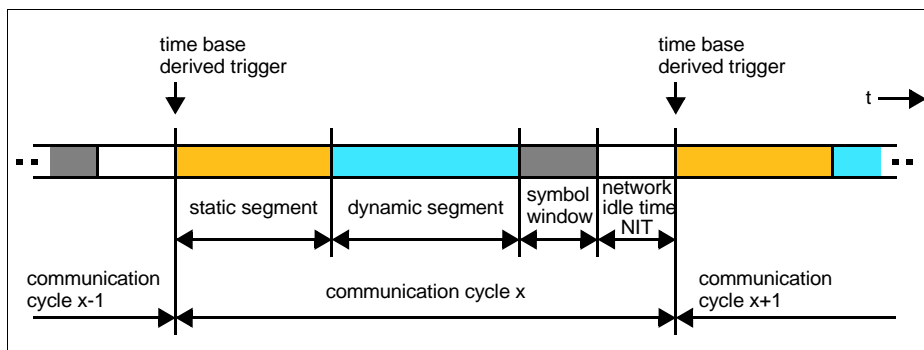 time base
derived trigger
time base
derived trigger
t
static segment
dynamic segment
symbol
window
network
idle time
NIT
communication
cycle x-1
communication cycle x
communication
cycle x+1